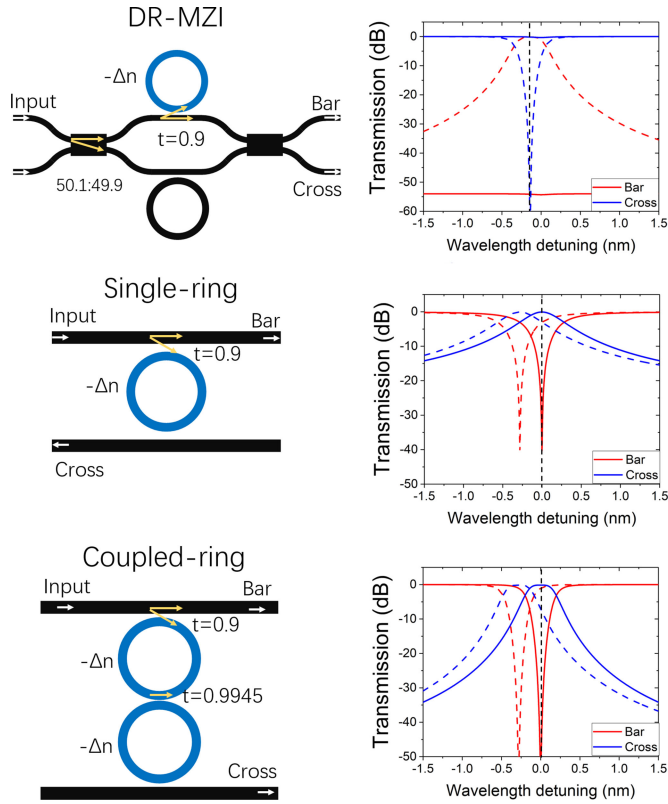 DR-MZI
-Δn
Input
Bar
t=0.9
Cross
50.1:49.9
Transmission (dB)
0
-10
-20
-30
-40
-50
-60
-1.5 -1.0 -0.5 0.0 0.5 1.0 1.5
Wavelength detuning (nm)
Bar
Cross
Single-ring
Input
Bar
t=0.9
-Δn
Cross
Transmission (dB)
0
-10
-20
-30
-40
-50
-1.5 -1.0 -0.5 0.0 0.5 1.0 1.5
Wavelength detuning (nm)
Bar
Cross
Coupled-ring
Input
Bar
t=0.9
-Δn
t=0.9945
-Δn
Cross
Transmission (dB)
0
-10
-20
-30
-40
-50
-1.5 -1.0 -0.5 0.0 0.5 1.0 1.5
Wavelength detuning (nm)
Bar
Cross